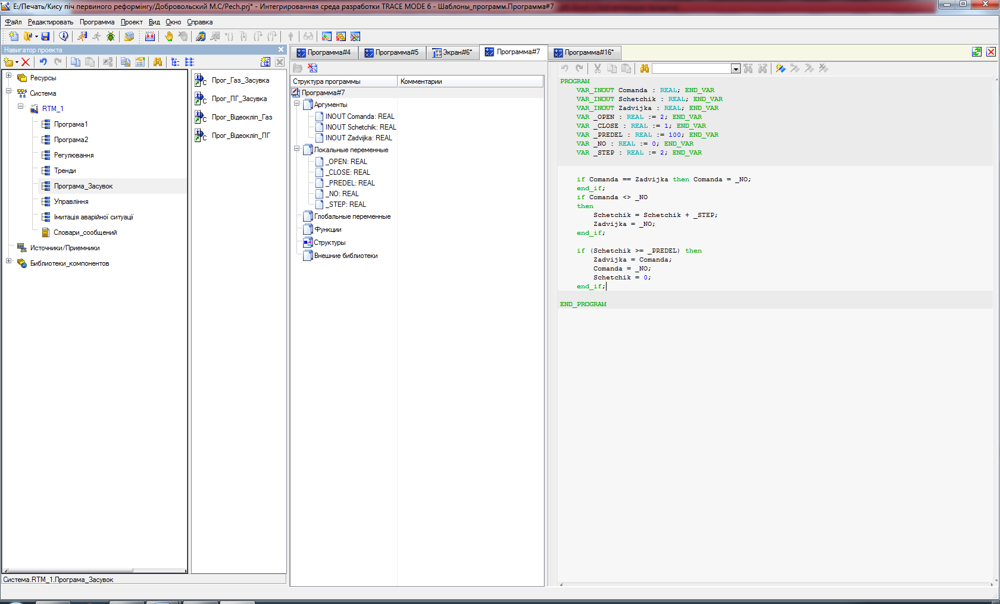 E:/Печать/Кису піч первиного реформінгу/Добровольский М.С/Pech.prj* - Интегрированная среда разработки TRACE MODE 6 - Шаблоны_программ.Программа#7
Файл Редактировать Программа Проект Вид Окно Справка
Навигатор проекта
Ресурсы
Система
RTM_1
Програма1
Програма2
Регулювання
Тренди
Програма_Засувок
Управління
Імитація аварійної ситуації
Словари_сообщений
Источники/Приемники
Библиотеки_компонентов
Прог_Газ_Засувка
Прог_ПГ_Засувка
Прог_Відеокліп_Газ
Прог_Відеокліп_ПГ
Система.RTM_1.Програма_Засувок
Программа#4 Программа#5 Экран#6* Программа#7 Программа#16*
Структура программы Комментарии
Программа#7
Аргументы
INOUT Comanda: REAL
INOUT Schetchik: REAL
INOUT Zadvijka: REAL
Локальные переменные
_OPEN: REAL
_CLOSE: REAL
_PREDEL: REAL
_NO: REAL
_STEP: REAL
Глобальные переменные
Функции
Структуры
Внешние библиотеки
PROGRAM
VAR_INOUT Comanda : REAL; END_VAR
VAR_INOUT Schetchik : REAL; END_VAR
VAR_INOUT Zadvijka : REAL; END_VAR
VAR _OPEN : REAL := 2; END_VAR
VAR _CLOSE : REAL := 1; END_VAR
VAR _PREDEL : REAL := 100; END_VAR
VAR _NO : REAL := 0; END_VAR
VAR _STEP : REAL := 2; END_VAR
if Comanda == Zadvijka then Comanda = _NO;
end_if;
if Comanda <> _NO
then
Schetchik = Schetchik + _STEP;
Zadvijka = _NO;
end_if;
if (Schetchik >= _PREDEL) then
Zadvijka = Comanda;
Comanda = _NO;
Schetchik = 0;
end_if;
END_PROGRAM